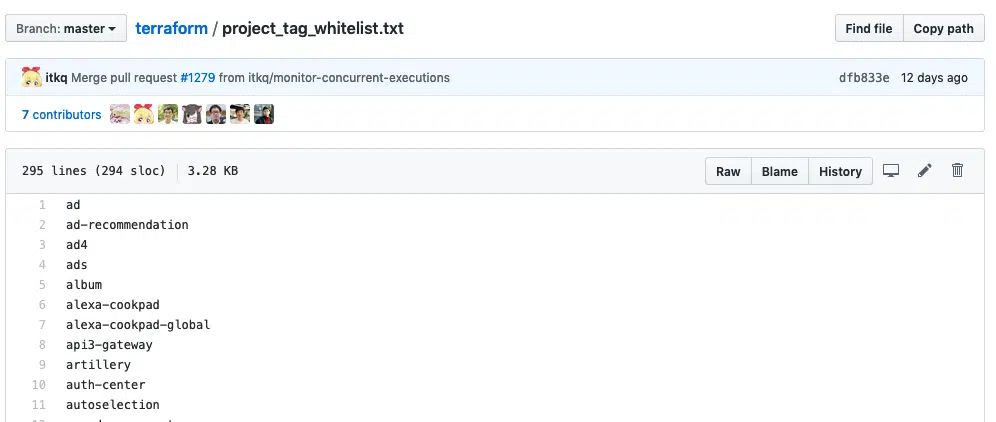 Branch: master
terraform / project_tag_whitelist.txt
Find file
Copy path
itkq Merge pull request #1279 from itkq/monitor-concurrent-executions
dfb833e 12 days ago
7 contributors
295 lines (294 sloc) 3.28 KB
Raw
Blame
History
1 ad
2 ad-recommendation
3 ad4
4 ads
5 album
6 alexa-cookpad
7 alexa-cookpad-global
8 api3-gateway
9 artillery
10 auth-center
11 autoselection